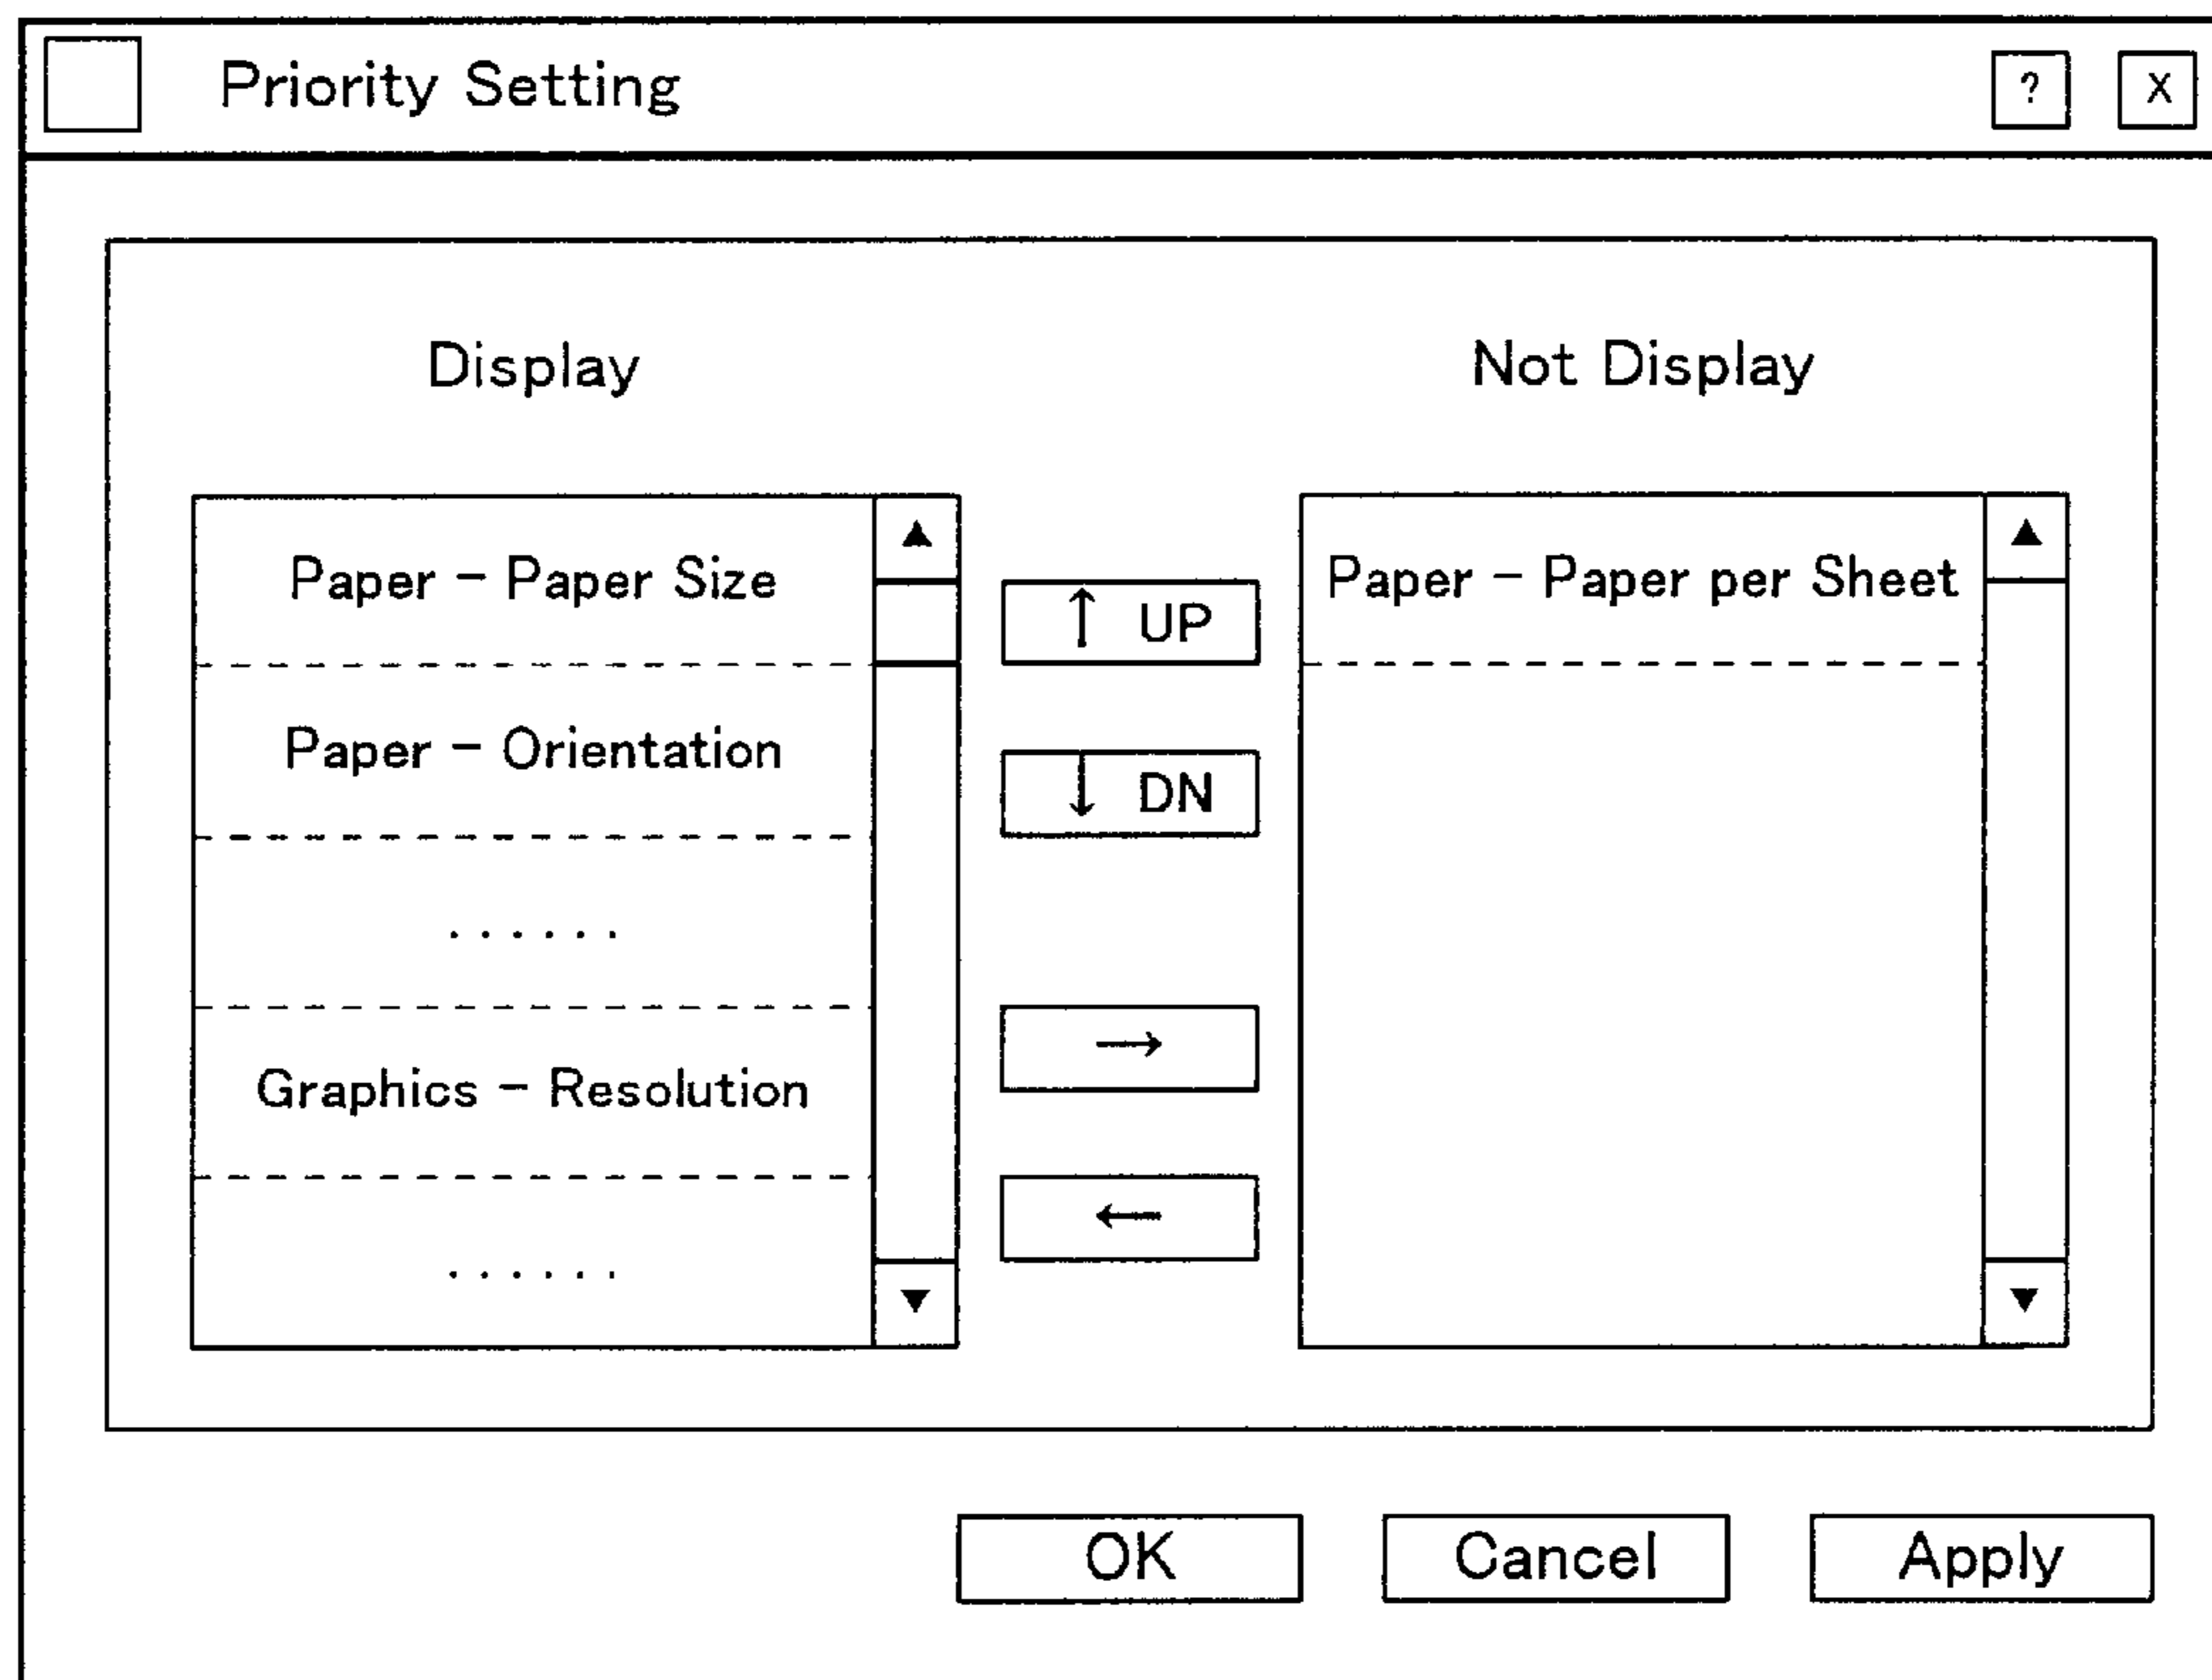 Priority Setting
? X
Display
Not Display
Paper - Paper Size
Paper - Orientation
......
Graphics - Resolution
......
↑ UP
↓ DN
→
←
Paper - Paper per Sheet
OK
Cancel
Apply